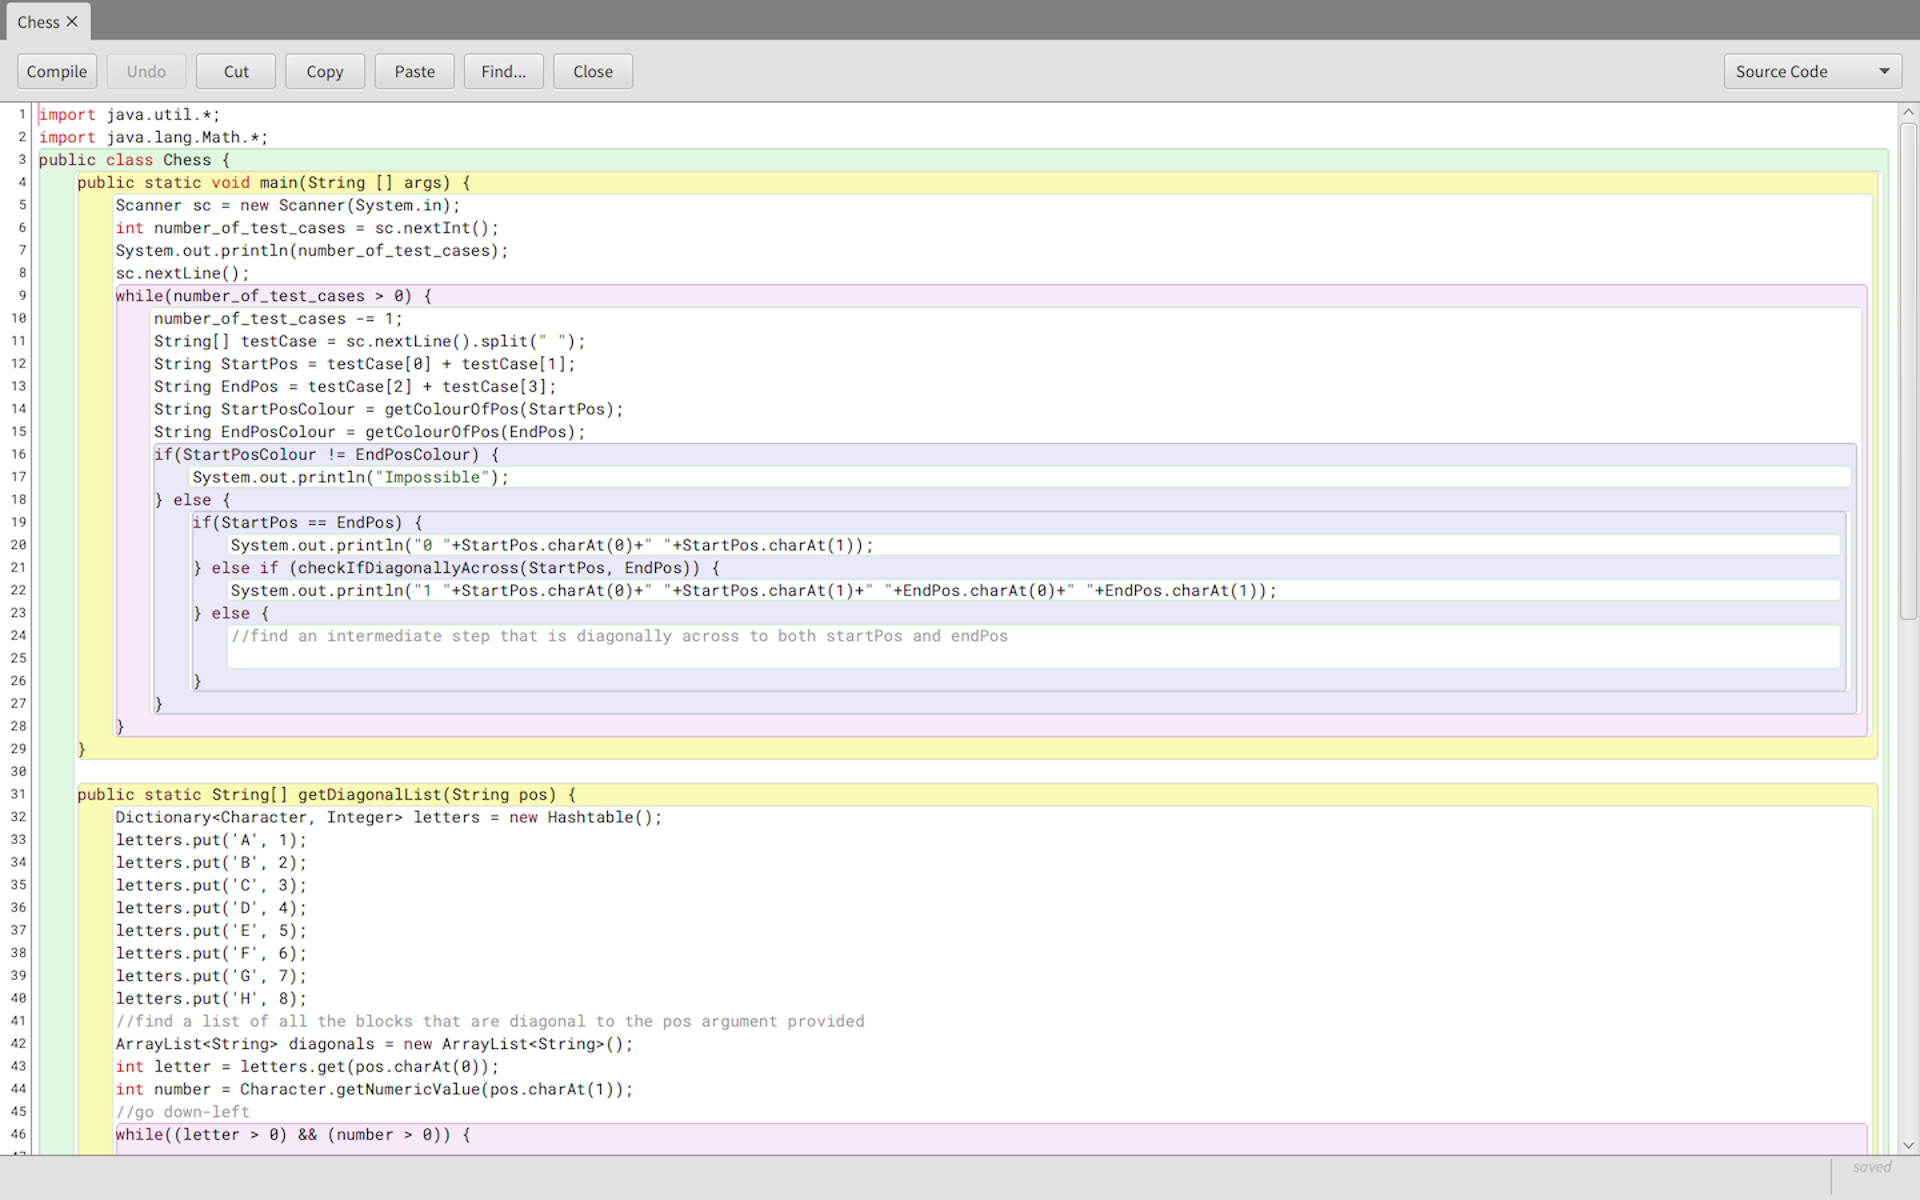 Chess ✕
Compile Undo Cut Copy Paste Find... Close Source Code
1 import java.util.*;
2 import java.lang.Math.*;
3 public class Chess {
4 public static void main(String [] args) {
5 Scanner sc = new Scanner(System.in);
6 int number_of_test_cases = sc.nextInt();
7 System.out.println(number_of_test_cases);
8 sc.nextLine();
9 while(number_of_test_cases > 0) {
10 number_of_test_cases -= 1;
11 String[] testCase = sc.nextLine().split(" ");
12 String StartPos = testCase[0] + testCase[1];
13 String EndPos = testCase[2] + testCase[3];
14 String StartPosColour = getColourOfPos(StartPos);
15 String EndPosColour = getColourOfPos(EndPos);
16 if(StartPosColour != EndPosColour) {
17 System.out.println("Impossible");
18 } else {
19 if(StartPos == EndPos) {
20 System.out.println("0 "+StartPos.charAt(0)+" "+StartPos.charAt(1));
21 } else if (checkIfDiagonallyAcross(StartPos, EndPos)) {
22 System.out.println("1 "+StartPos.charAt(0)+" "+StartPos.charAt(1)+" "+EndPos.charAt(0)+" "+EndPos.charAt(1));
23 } else {
24 //find an intermediate step that is diagonally across to both startPos and endPos
25
26 }
27 }
28 }
29 }
30
31 public static String[] getDiagonalList(String pos) {
32 Dictionary<Character, Integer> letters = new Hashtable();
33 letters.put('A', 1);
34 letters.put('B', 2);
35 letters.put('C', 3);
36 letters.put('D', 4);
37 letters.put('E', 5);
38 letters.put('F', 6);
39 letters.put('G', 7);
40 letters.put('H', 8);
41 //find a list of all the blocks that are diagonal to the pos argument provided
42 ArrayList<String> diagonals = new ArrayList<String>();
43 int letter = letters.get(pos.charAt(0));
44 int number = Character.getNumericValue(pos.charAt(1));
45 //go down-left
46 while((letter > 0) && (number > 0)) {
saved